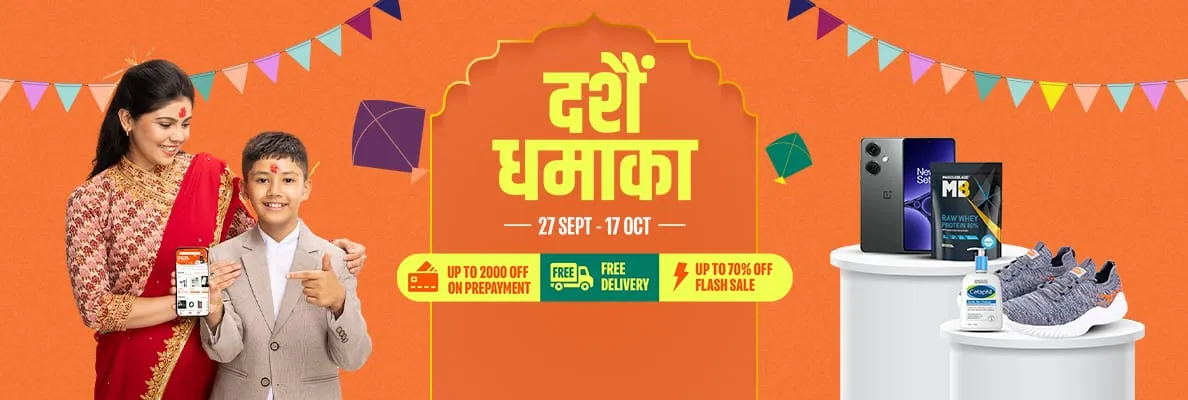 दशैं
धमाका
27 SEPT - 17 OCT
UP TO 2000 OFF
ON PREPAYMENT
FREE
FREE
DELIVERY
UP TO 70% OFF
FLASH SALE
MUSCLEBLAZE
MB
RAW WHEY
PROTEIN 80%
Cetaphil